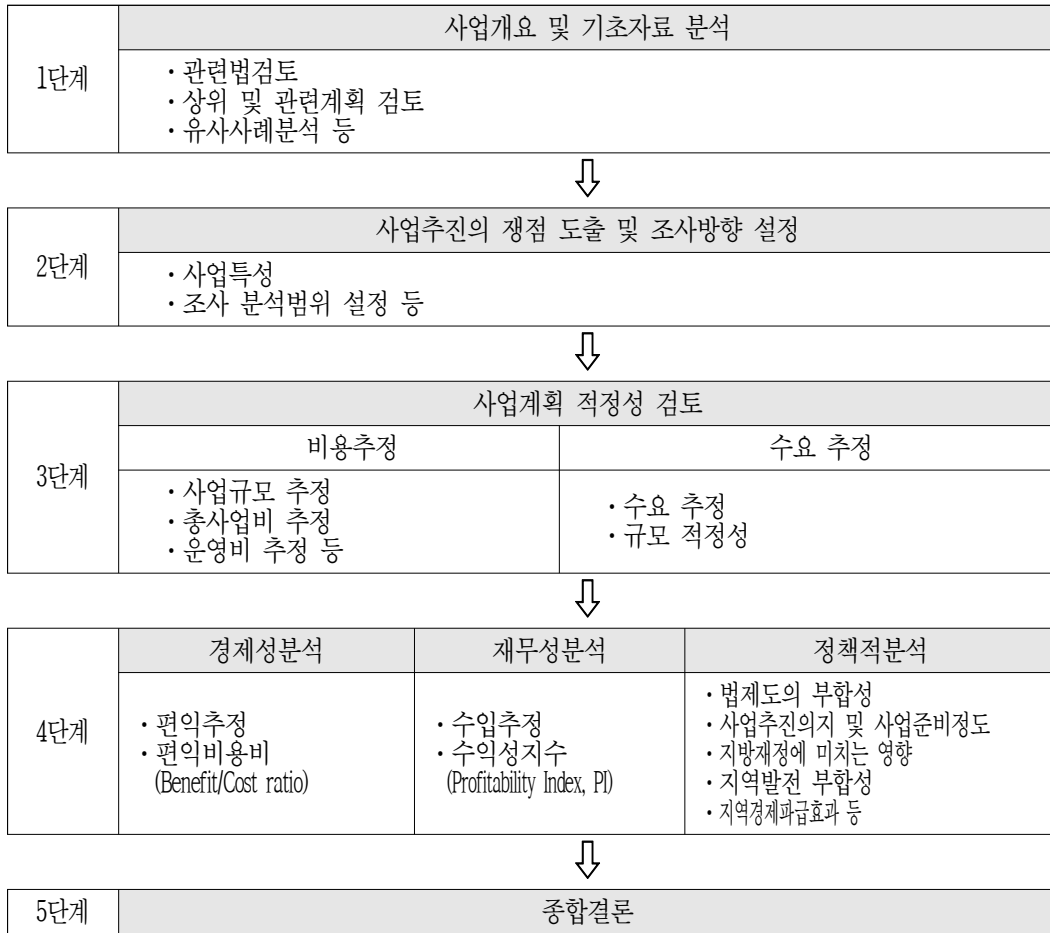 1단계
사업개요 및 기초자료 분석
·관련법검토
·상위 및 관련계획 검토
·유사사례분석 등
2단계
사업추진의 쟁점 도출 및 조사방향 설정
·사업특성
·조사 분석범위 설정 등
3단계
사업계획 적정성 검토
비용추정
수요 추정
·사업규모 추정
·총사업비 추정
·운영비 추정 등
·수요 추정
·규모 적정성
4단계
경제성분석
재무성분석
정책적분석
·편익추정
·편익비용비
(Benefit/Cost ratio)
·수입추정
·수익성지수
(Profitability Index, PI)
·법제도의 부합성
·사업추진의지 및 사업준비정도
·지방재정에 미치는 영향
·지역발전 부합성
·지역경제파급효과 등
5단계
종합결론